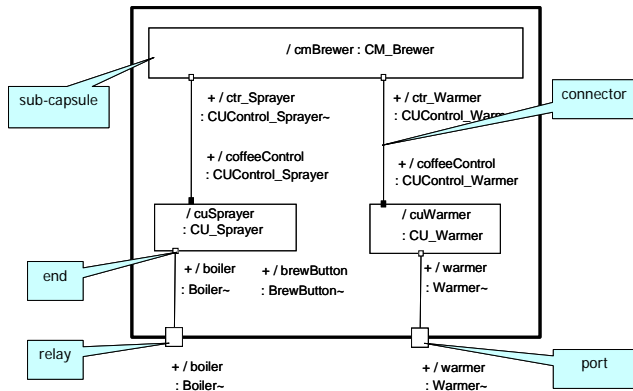 / cmBrewer : CM_Brewer
sub-capsule
+ / ctr_Sprayer
: CUControl_Sprayer~
+ / ctr_Warmer
connector
+ / coffeeControl
: CUControl_Sprayer
+ / coffeeControl
: CUControl_Warmer
/ cuSprayer
: CU_Sprayer
/ cuWarmer
: CU_Warmer
end
+ / boiler
: Boiler~
+ / brewButton
: BrewButton~
+ / warmer
: Warmer~
relay
+ / boiler
: Boiler~
+ / warmer
: Warmer~
port